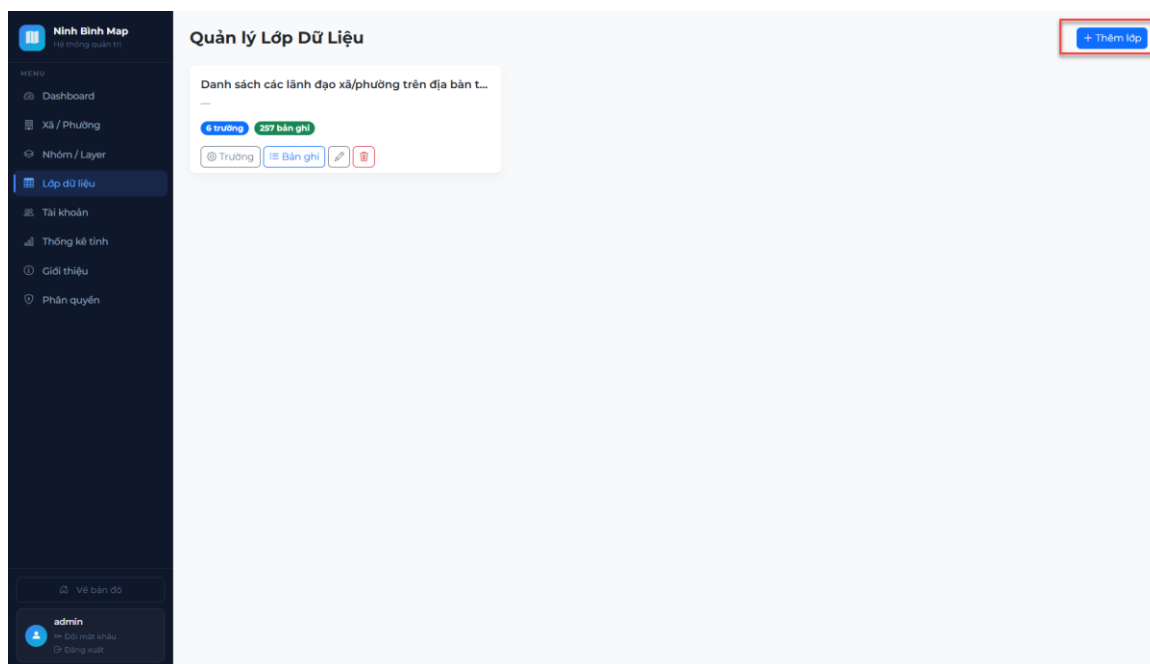 Ninh Bình Map
Hệ thống quản trị
MENU
Dashboard
Xã / Phường
Nhóm / Layer
Lớp dữ liệu
Tài khoản
Thống kê tỉnh
Giới thiệu
Phân quyền
Về bản đồ
admin
Đổi mật khẩu
Đăng xuất
Quản lý Lớp Dữ Liệu
+ Thêm lớp
Danh sách các lãnh đạo xã/phường trên địa bàn t...
—
6 trường 257 bản ghi
Trường Bản ghi